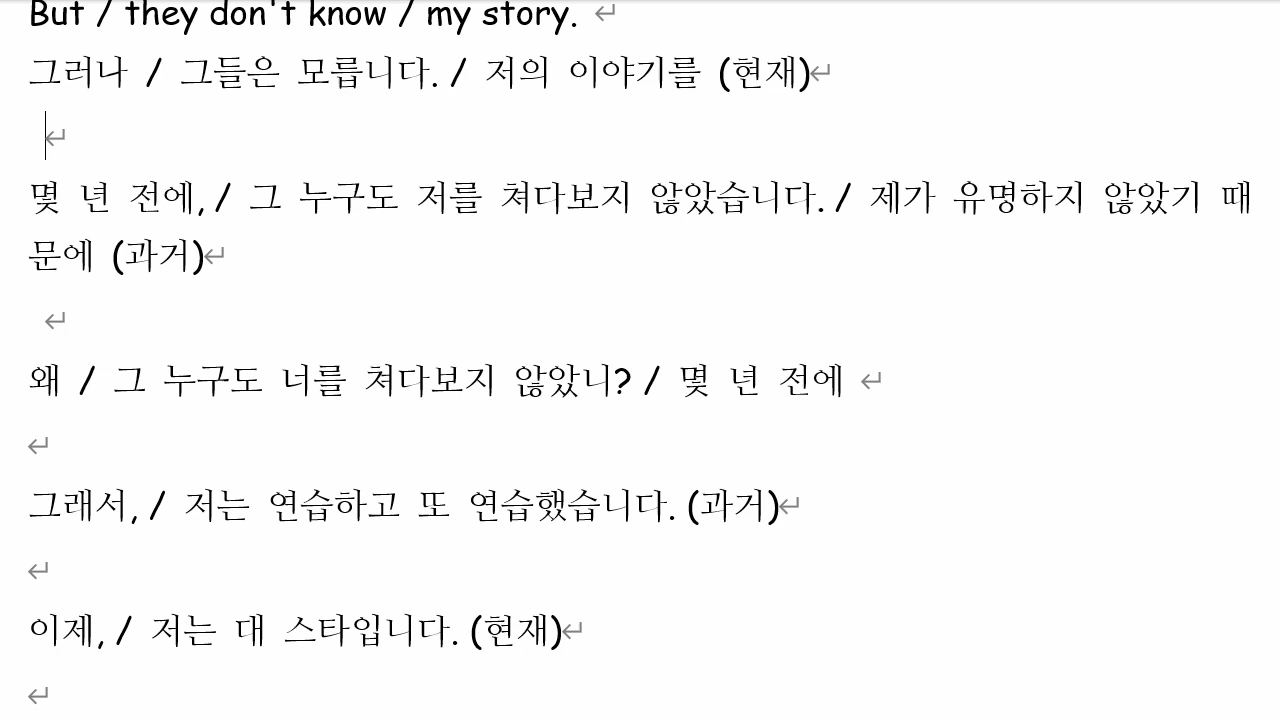 But / they don't know / my story.
그러나 / 그들은 모릅니다. / 저의 이야기를 (현재)
몇 년 전에, / 그 누구도 저를 쳐다보지 않았습니다. / 제가 유명하지 않았기 때
문에 (과거)
왜 / 그 누구도 너를 쳐다보지 않았니? / 몇 년 전에
그래서, / 저는 연습하고 또 연습했습니다. (과거)
이제, / 저는 대 스타입니다. (현재)